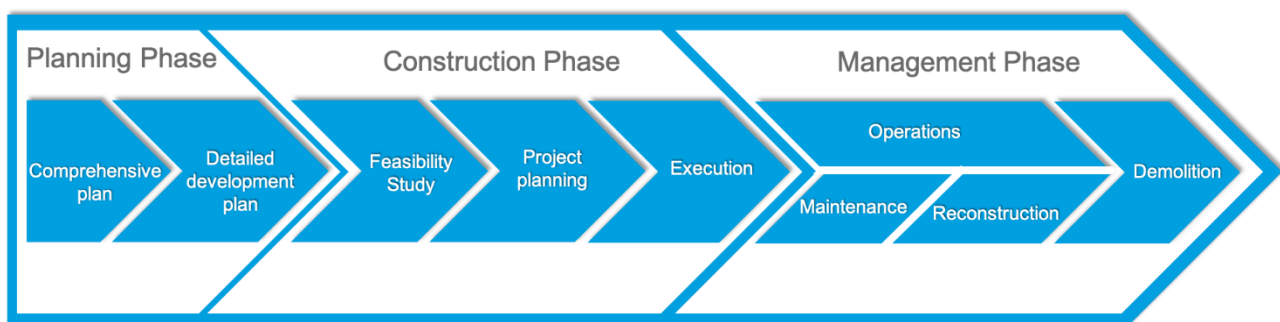 Planning Phase
Construction Phase
Management Phase
Comprehensive
plan
Detailed
development
plan
Feasibility
Study
Project
planning
Execution
Operations
Maintenance
Reconstruction
Demolition